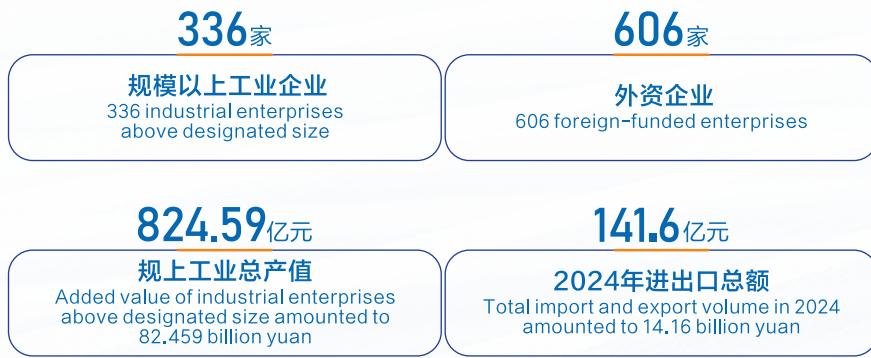 336家
规模以上工业企业
336 industrial enterprises
above designated size
606家
外资企业
606 foreign-funded enterprises
824.59亿元
规上工业总产值
Added value of industrial enterprises
above designated size amounted to
82.459 billion yuan
141.6亿元
2024年进出口总额
Total import and export volume in 2024
amounted to 14.16 billion yuan